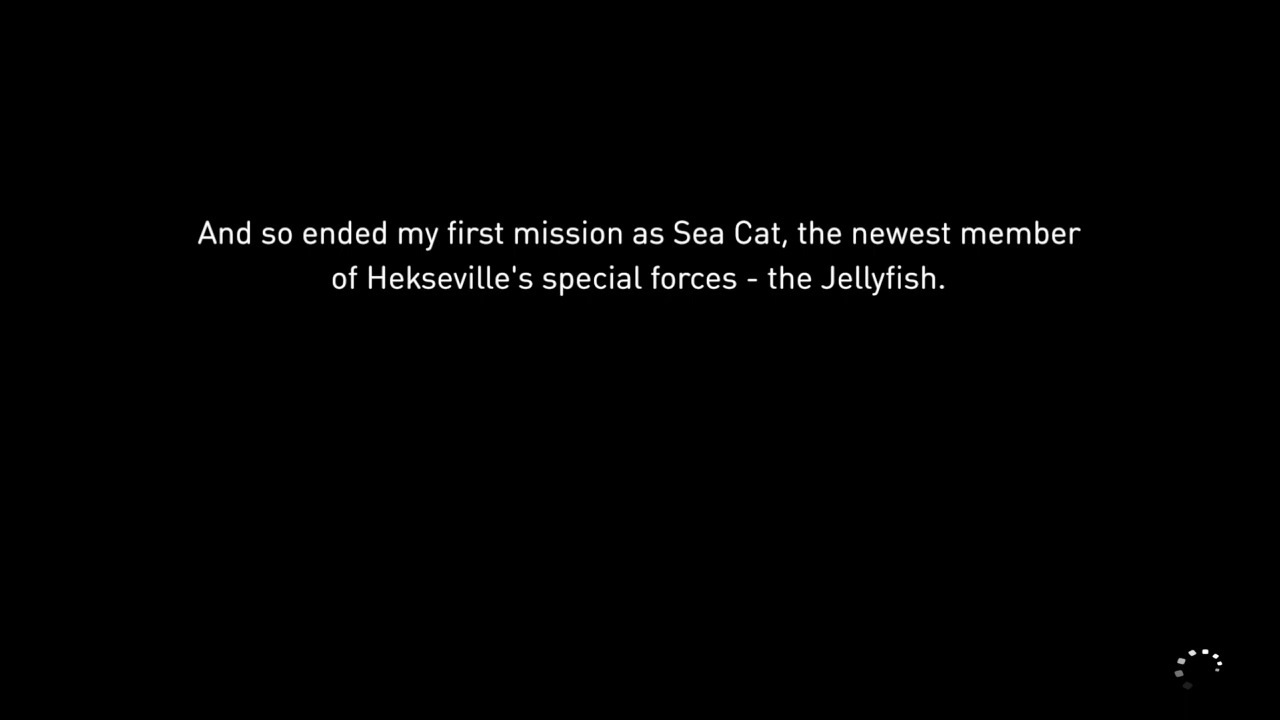 And so ended my first mission as Sea Cat, the newest member
of Hekseville's special forces - the Jellyfish.